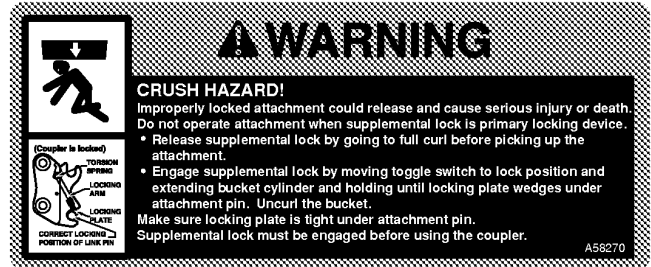 WARNING
CRUSH HAZARD!
Improperly locked attachment could release and cause serious injury or death.
Do not operate attachment when supplemental lock is primary locking device.
• Release supplemental lock by going to full curl before picking up the
attachment.
• Engage supplemental lock by moving toggle switch to lock position and
extending bucket cylinder and holding until locking plate wedges under
attachment pin. Uncurl the bucket.
Make sure locking plate is tight under attachment pin.
Supplemental lock must be engaged before using the coupler.
A58270
(Coupler is locked)
TORSION
SPRING
LOCKING
ARM
LOCKING
PLATE
CORRECT LOCKING
POSITION OF LINK PIN